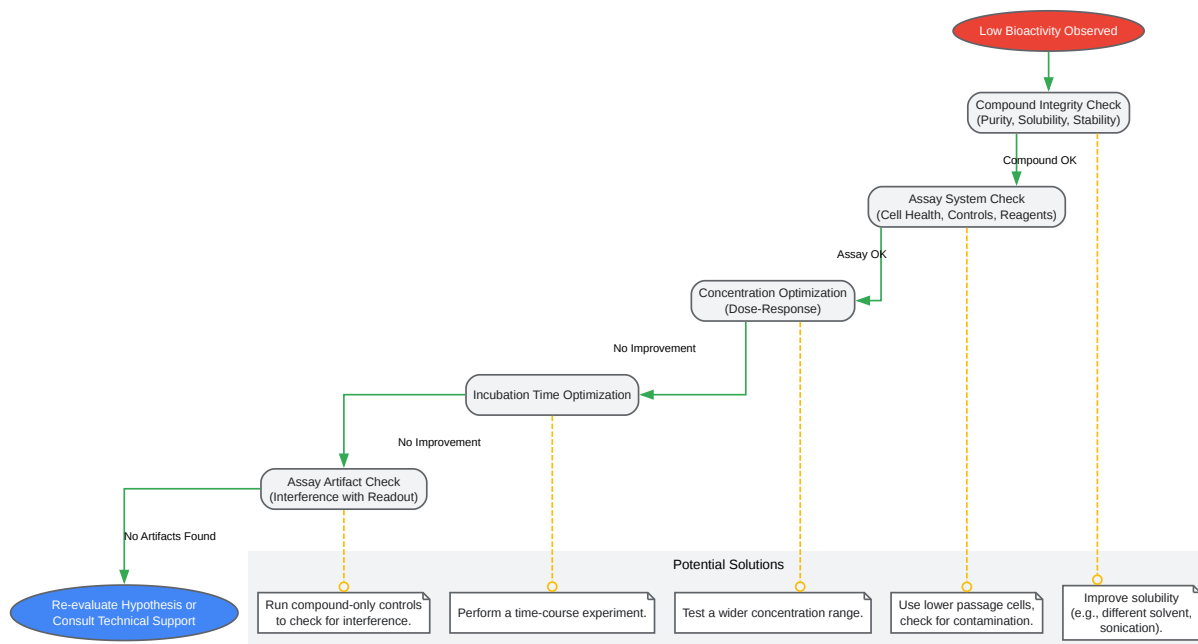 Low Bioactivity Observed
Compound Integrity Check
(Purity, Solubility, Stability)
Compound OK
Assay System Check
(Cell Health, Controls, Reagents)
Assay OK
Concentration Optimization
(Dose-Response)
No Improvement
Incubation Time Optimization
No Improvement
Assay Artifact Check
(Interference with Readout)
No Artifacts Found
Re-evaluate Hypothesis or
Consult Technical Support
Potential Solutions
Run compound-only controls
to check for interference.
Perform a time-course experiment.
Test a wider concentration range.
Use lower passage cells,
check for contamination.
Improve solubility
(e.g., different solvent,
sonication).